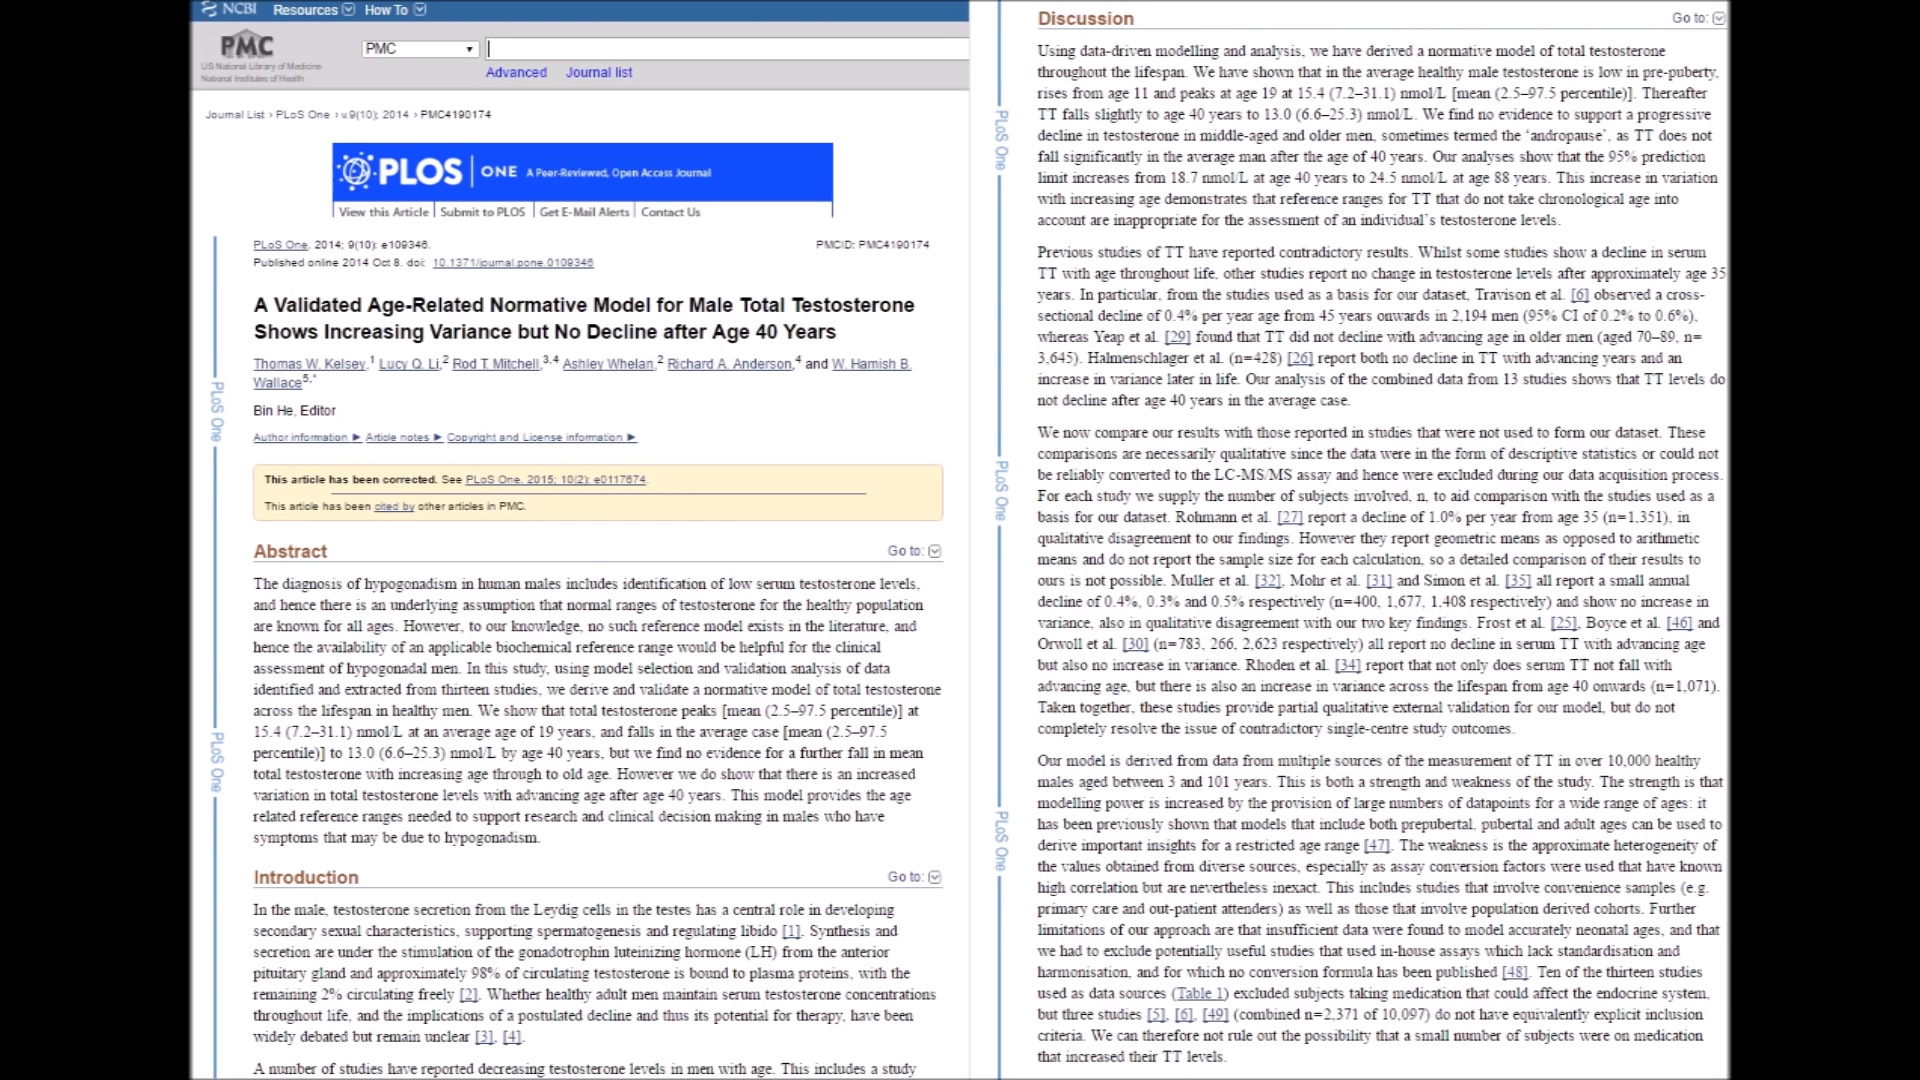 NCBI Resources How To
PMC
US National Library of Medicine
National Institutes of Health
PMC
Advanced Journal list
Journal List › PLoS One › v.9(10); 2014 › PMC4190174
PLOS ONE A Peer-Reviewed, Open Access Journal
View this Article Submit to PLOS Get E-Mail Alerts Contact Us
PLoS One. 2014; 9(10): e109346. PMCID: PMC4190174
Published online 2014 Oct 8. doi: 10.1371/journal.pone.0109346
A Validated Age-Related Normative Model for Male Total Testosterone
Shows Increasing Variance but No Decline after Age 40 Years
Thomas W. Kelsey,1 Lucy Q. Li,2 Rod T. Mitchell,3,4 Ashley Whelan,2 Richard A. Anderson,4 and W. Hamish B.
Wallace5,*
Bin He, Editor
Author information ► Article notes ► Copyright and License information ►
This article has been corrected. See PLoS One. 2015; 10(2): e0117674.
This article has been cited by other articles in PMC.
Abstract Go to:
The diagnosis of hypogonadism in human males includes identification of low serum testosterone levels,
and hence there is an underlying assumption that normal ranges of testosterone for the healthy population
are known for all ages. However, to our knowledge, no such reference model exists in the literature, and
hence the availability of an applicable biochemical reference range would be helpful for the clinical
assessment of hypogonadal men. In this study, using model selection and validation analysis of data
identified and extracted from thirteen studies, we derive and validate a normative model of total testosterone
across the lifespan in healthy men. We show that total testosterone peaks [mean (2.5–97.5 percentile)] at
15.4 (7.2–31.1) nmol/L at an average age of 19 years, and falls in the average case [mean (2.5–97.5
percentile)] to 13.0 (6.6–25.3) nmol/L by age 40 years, but we find no evidence for a further fall in mean
total testosterone with increasing age through to old age. However we do show that there is an increased
variation in total testosterone levels with advancing age after age 40 years. This model provides the age
related reference ranges needed to support research and clinical decision making in males who have
symptoms that may be due to hypogonadism.
Introduction Go to:
In the male, testosterone secretion from the Leydig cells in the testes has a central role in developing
secondary sexual characteristics, supporting spermatogenesis and regulating libido [1]. Synthesis and
secretion are under the stimulation of the gonadotrophin luteinizing hormone (LH) from the anterior
pituitary gland and approximately 98% of circulating testosterone is bound to plasma proteins, with the
remaining 2% circulating freely [2]. Whether healthy adult men maintain serum testosterone concentrations
throughout life, and the implications of a postulated decline and thus its potential for therapy, have been
widely debated but remain unclear [3], [4].
A number of studies have reported decreasing testosterone levels in men with age. This includes a study
PLoS One
PLoS One
Discussion Go to:
Using data-driven modelling and analysis, we have derived a normative model of total testosterone
throughout the lifespan. We have shown that in the average healthy male testosterone is low in pre-puberty,
rises from age 11 and peaks at age 19 at 15.4 (7.2–31.1) nmol/L [mean (2.5–97.5 percentile)]. Thereafter
TT falls slightly to age 40 years to 13.0 (6.6–25.3) nmol/L. We find no evidence to support a progressive
decline in testosterone in middle-aged and older men, sometimes termed the ‘andropause’, as TT does not
fall significantly in the average man after the age of 40 years. Our analyses show that the 95% prediction
limit increases from 18.7 nmol/L at age 40 years to 24.5 nmol/L at age 88 years. This increase in variation
with increasing age demonstrates that reference ranges for TT that do not take chronological age into
account are inappropriate for the assessment of an individual’s testosterone levels.
Previous studies of TT have reported contradictory results. Whilst some studies show a decline in serum
TT with age throughout life, other studies report no change in testosterone levels after approximately age 35
years. In particular, from the studies used as a basis for our dataset, Travison et al. [6] observed a cross-
sectional decline of 0.4% per year age from 45 years onwards in 2,194 men (95% CI of 0.2% to 0.6%),
whereas Yeap et al. [29] found that TT did not decline with advancing age in older men (aged 70–89, n=
3,645). Halmenschlager et al. (n=428) [26] report both no decline in TT with advancing years and an
increase in variance later in life. Our analysis of the combined data from 13 studies shows that TT levels do
not decline after age 40 years in the average case.
We now compare our results with those reported in studies that were not used to form our dataset. These
comparisons are necessarily qualitative since the data were in the form of descriptive statistics or could not
be reliably converted to the LC-MS/MS assay and hence were excluded during our data acquisition process.
For each study we supply the number of subjects involved, n, to aid comparison with the studies used as a
basis for our dataset. Rohmann et al. [27] report a decline of 1.0% per year from age 35 (n=1,351), in
qualitative disagreement to our findings. However they report geometric means as opposed to arithmetic
means and do not report the sample size for each calculation, so a detailed comparison of their results to
ours is not possible. Muller et al. [32], Mohr et al. [31] and Simon et al. [35] all report a small annual
decline of 0.4%, 0.3% and 0.5% respectively (n=400, 1,677, 1,408 respectively) and show no increase in
variance, also in qualitative disagreement with our two key findings. Frost et al. [25], Boyce et al. [46] and
Orwoll et al. [30] (n=783, 266, 2,623 respectively) all report no decline in serum TT with advancing age
but also no increase in variance. Rhoden et al. [34] report that not only does serum TT not fall with
advancing age, but there is also an increase in variance across the lifespan from age 40 onwards (n=1,071).
Taken together, these studies provide partial qualitative external validation for our model, but do not
completely resolve the issue of contradictory single-centre study outcomes.
Our model is derived from data from multiple sources of the measurement of TT in over 10,000 healthy
males aged between 3 and 101 years. This is both a strength and weakness of the study. The strength is that
modelling power is increased by the provision of large numbers of datapoints for a wide range of ages: it
has been previously shown that models that include both prepubertal, pubertal and adult ages can be used to
derive important insights for a restricted age range [47]. The weakness is the approximate heterogeneity of
the values obtained from diverse sources, especially as assay conversion factors were used that have known
high correlation but are nevertheless inexact. This includes studies that involve convenience samples (e.g.
primary care and out-patient attenders) as well as those that involve population derived cohorts. Further
limitations of our approach are that insufficient data were found to model accurately neonatal ages, and that
we had to exclude potentially useful studies that used in-house assays which lack standardisation and
harmonisation, and for which no conversion formula has been published [48]. Ten of the thirteen studies
used as data sources (Table 1) excluded subjects taking medication that could affect the endocrine system,
but three studies [5], [6], [49] (combined n=2,371 of 10,097) do not have equivalently explicit inclusion
criteria. We can therefore not rule out the possibility that a small number of subjects were on medication
that increased their TT levels.
PLoS One
PLoS One
PLoS One